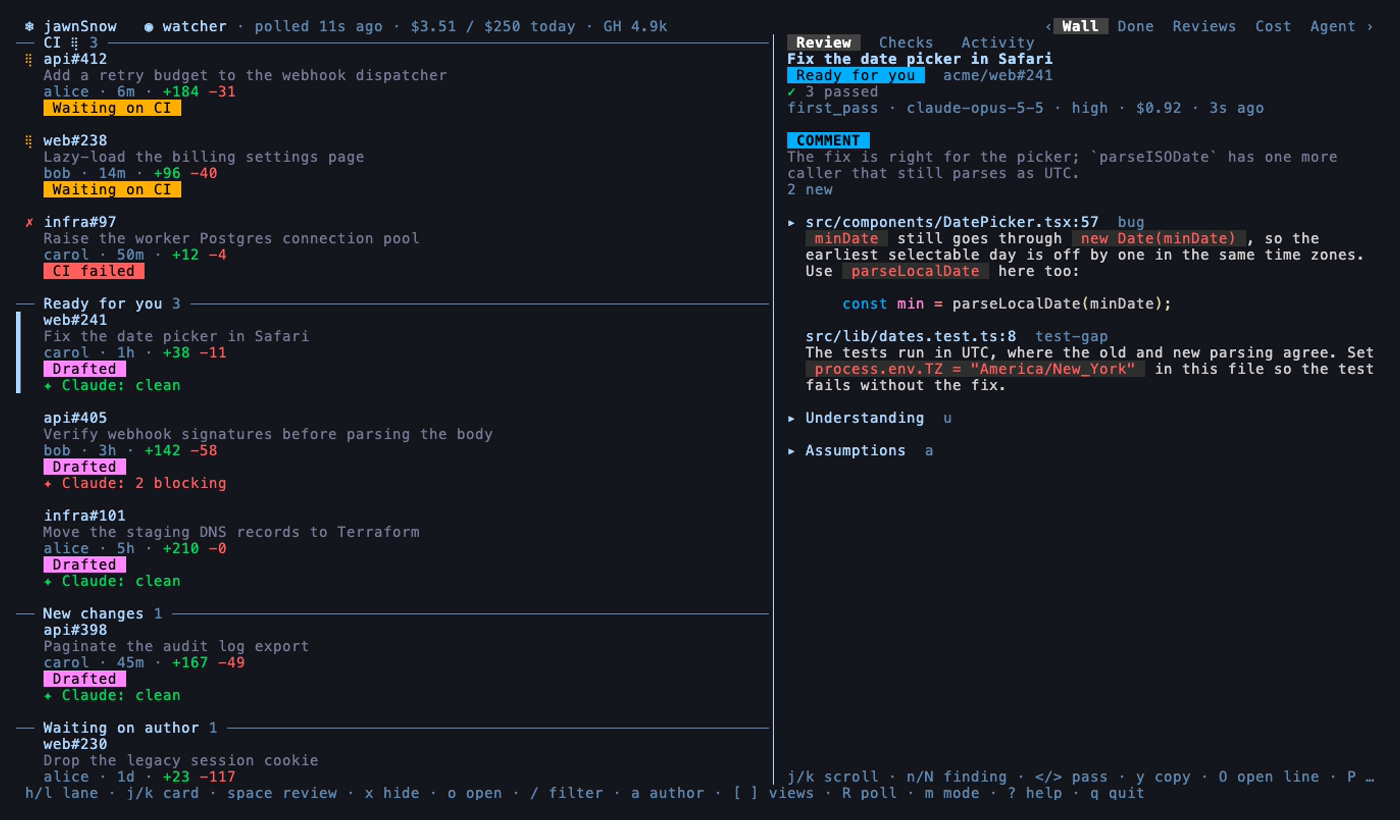 ❄ jawnSnow ◉ watcher · polled 11s ago · $3.51 / $250 today · GH 4.9k
‹ Wall Done Reviews Cost Agent ›
CI ⣾ 3
api#412
Add a retry budget to the webhook dispatcher
alice · 6m · +184 −31
Waiting on CI
web#238
Lazy-load the billing settings page
bob · 14m · +96 −40
Waiting on CI
✗ infra#97
Raise the worker Postgres connection pool
carol · 50m · +12 −4
CI failed
Ready for you 3
web#241
Fix the date picker in Safari
carol · 1h · +38 −11
Drafted
✦ Claude: clean
api#405
Verify webhook signatures before parsing the body
bob · 3h · +142 −58
Drafted
✦ Claude: 2 blocking
infra#101
Move the staging DNS records to Terraform
alice · 5h · +210 −0
Drafted
✦ Claude: clean
New changes 1
api#398
Paginate the audit log export
carol · 45m · +167 −49
Drafted
✦ Claude: clean
Waiting on author 1
web#230
Drop the legacy session cookie
alice · 1d · +23 −117
Review Checks Activity
Fix the date picker in Safari
Ready for you acme/web#241
✓ 3 passed
first_pass · claude-opus-5-5 · high · $0.92 · 3s ago
COMMENT
The fix is right for the picker; `parseISODate` has one more
caller that still parses as UTC.
2 new
▸ src/components/DatePicker.tsx:57 bug
minDate still goes through new Date(minDate) , so the
earliest selectable day is off by one in the same time zones.
Use parseLocalDate here too:
const min = parseLocalDate(minDate);
src/lib/dates.test.ts:8 test-gap
The tests run in UTC, where the old and new parsing agree. Set
process.env.TZ = "America/New_York" in this file so the test
fails without the fix.
▸ Understanding u
▸ Assumptions a
j/k scroll · n/N finding · </> pass · y copy · O open line · P …
h/l lane · j/k card · space review · x hide · o open · / filter · a author · [ ] views · R poll · m mode · ? help · q quit